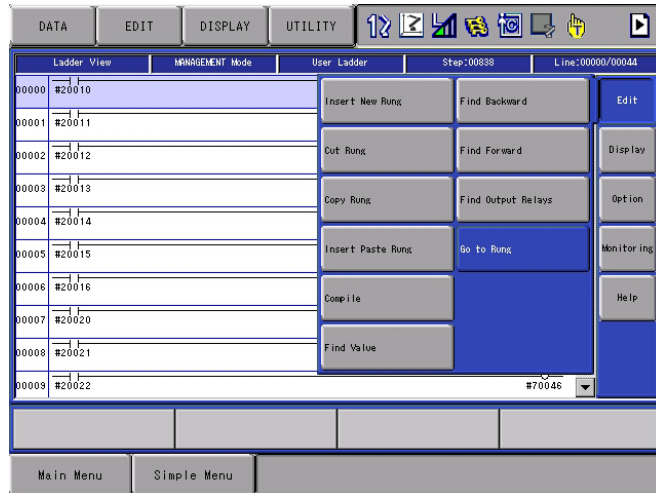 DATA EDIT DISPLAY UTILITY
Ladder View MANAGEMENT Mode User Ladder Step:00838 Line:00000/00044
00000 #20010
00001 #20011
00002 #20012
00003 #20013
00004 #20014
00005 #20015
00006 #20016
00007 #20020
00008 #20021
00009 #20022 #70046
Insert New Rung Find Backward
Cut Rung Find Forward
Copy Rung Find Output Relays
Insert Paste Rung Go to Rung
Compile
Find Value
Edit
Display
Option
Monitoring
Help
Main Menu Simple Menu